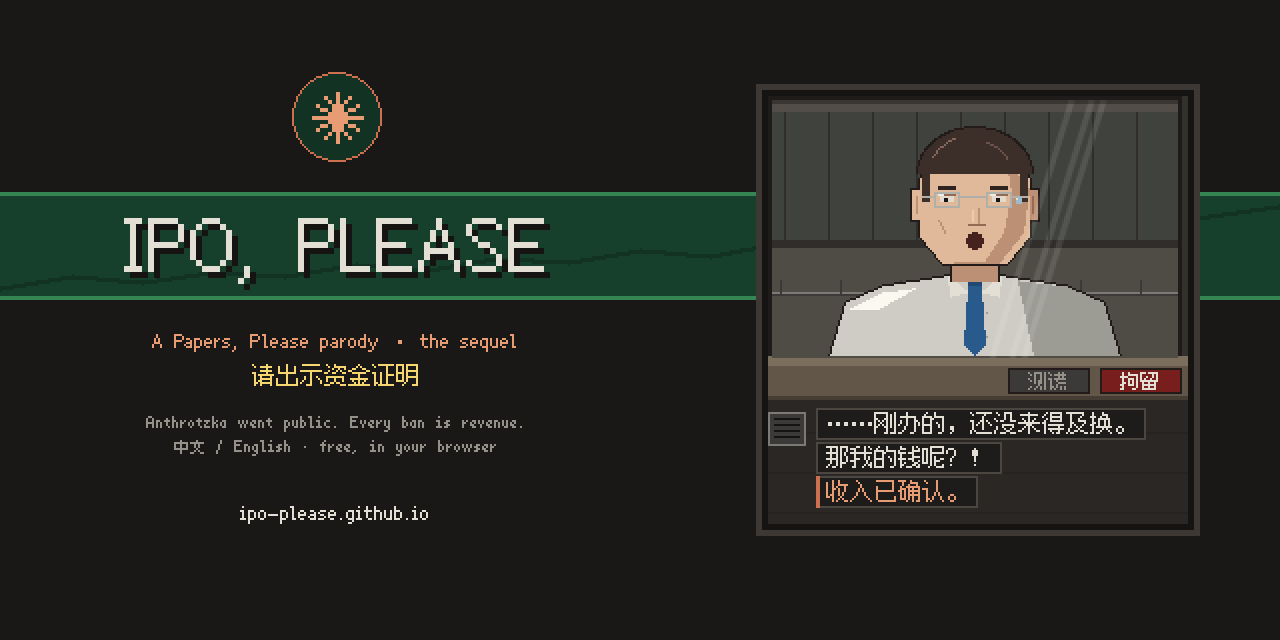 IPO, PLEASE
A Papers, Please parody · the sequel
请出示资金证明
Anthrotzka went public. Every ban is revenue.
中文 / English · free, in your browser
ipo-please.github.io
测谎
拘留
……刚办的，还没来得及换。
那我的钱呢？！
收入已确认。